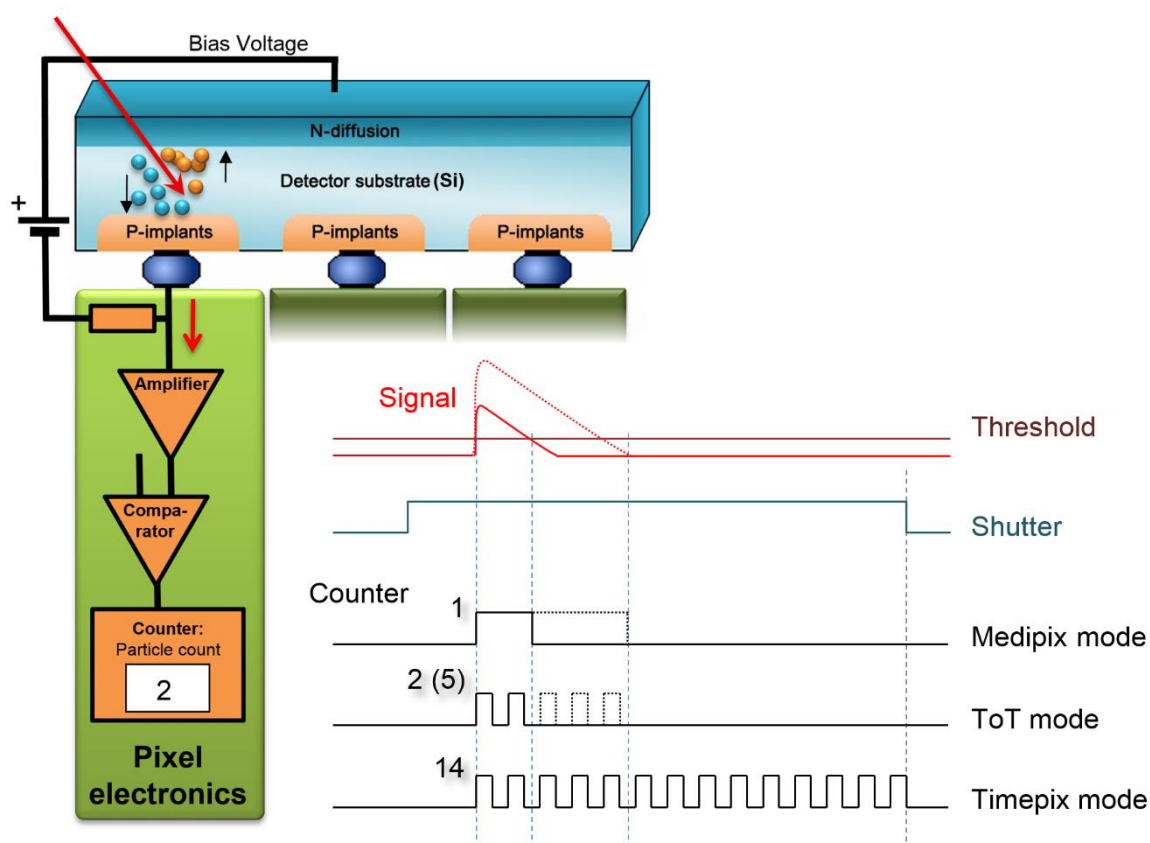 Bias Voltage
N-diffusion
Detector substrate (Si)
+
P-implants P-implants P-implants
Amplifier
Signal
Threshold
Compa-
rator
Shutter
Counter
1
Counter:
Particle count
2
Medipix mode
2 (5)
ToT mode
Pixel
electronics
14
Timepix mode